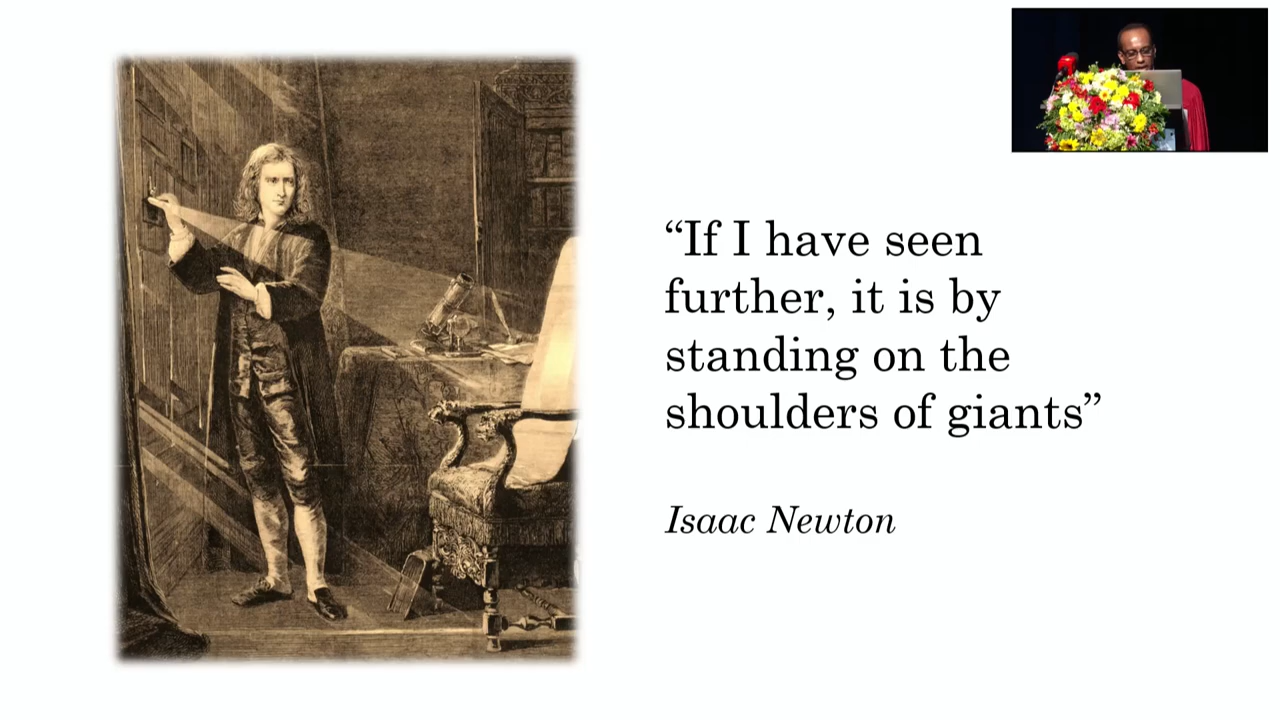 “If I have seen
further, it is by
standing on the
shoulders of giants”
Isaac Newton